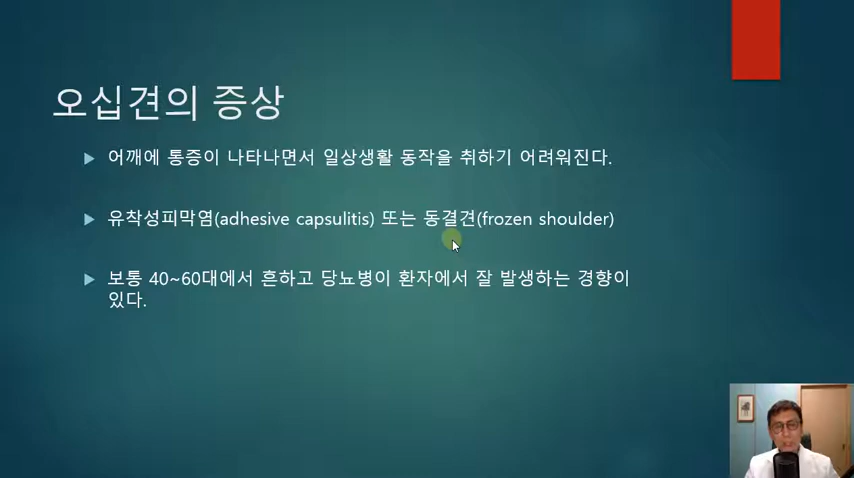 오십견의 증상
어깨에 통증이 나타나면서 일상생활 동작을 취하기 어려워진다.
유착성피막염(adhesive capsulitis) 또는 동결견(frozen shoulder)
보통 40~60대에서 흔하고 당뇨병이 환자에서 잘 발생하는 경향이
있다.